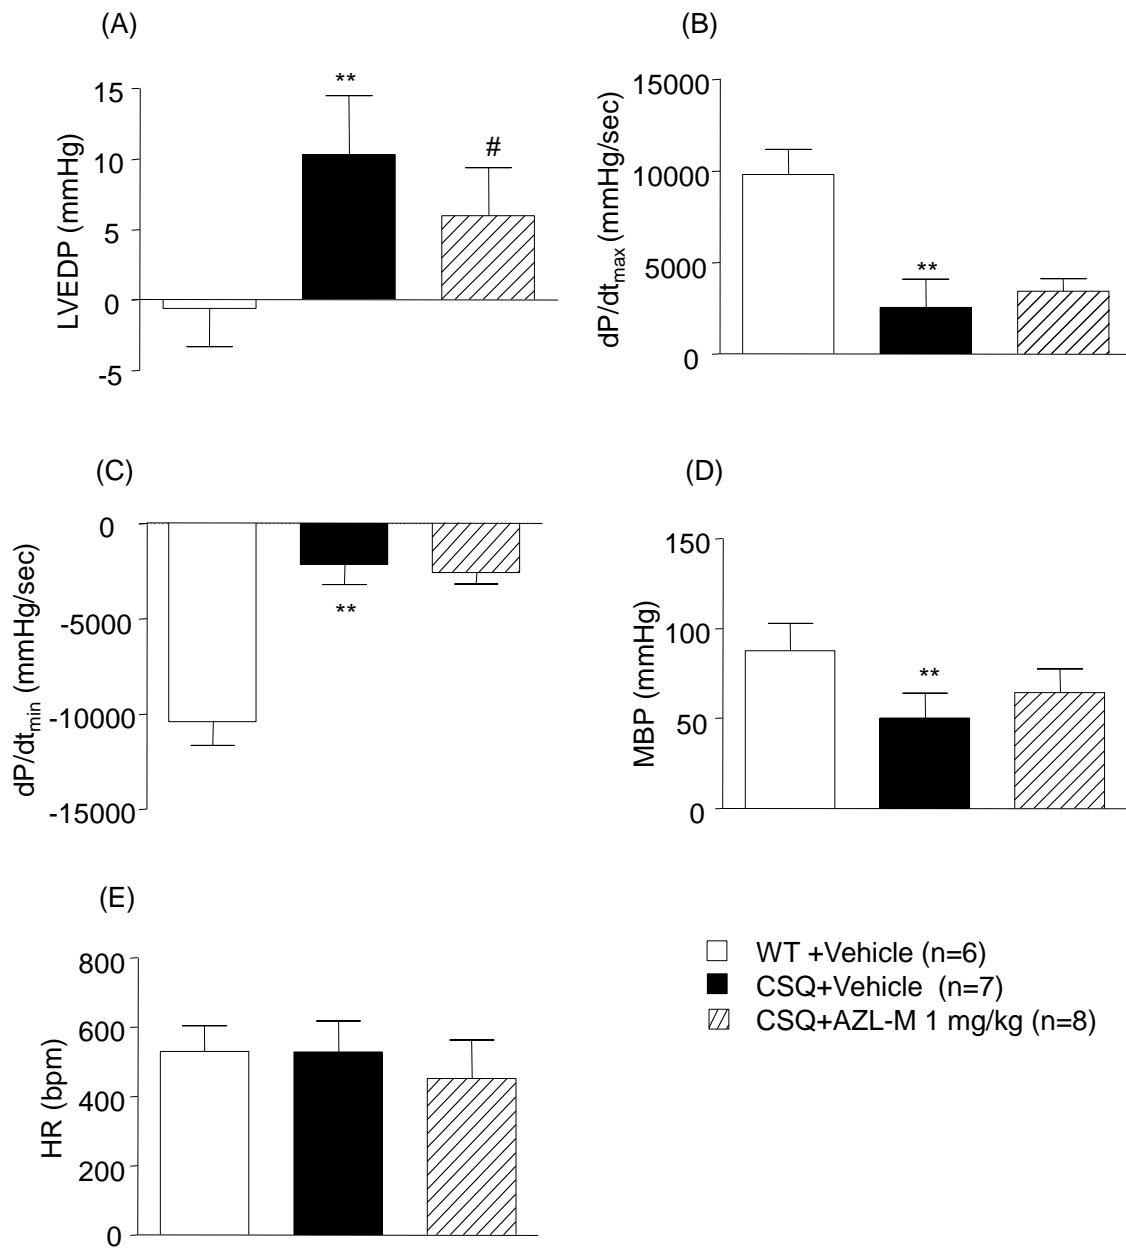 (A)
LVEDP (mmHg)
15
10
5
0
-5
**
#
(B)
dP/dtmax (mmHg/sec)
15000
10000
5000
0
**
(C)
dP/dtmin (mmHg/sec)
0
-5000
-10000
-15000
**
(D)
MBP (mmHg)
150
100
50
0
**
(E)
HR (bpm)
800
600
400
200
0
WT +Vehicle (n=6)
CSQ+Vehicle (n=7)
CSQ+AZL-M 1 mg/kg (n=8)